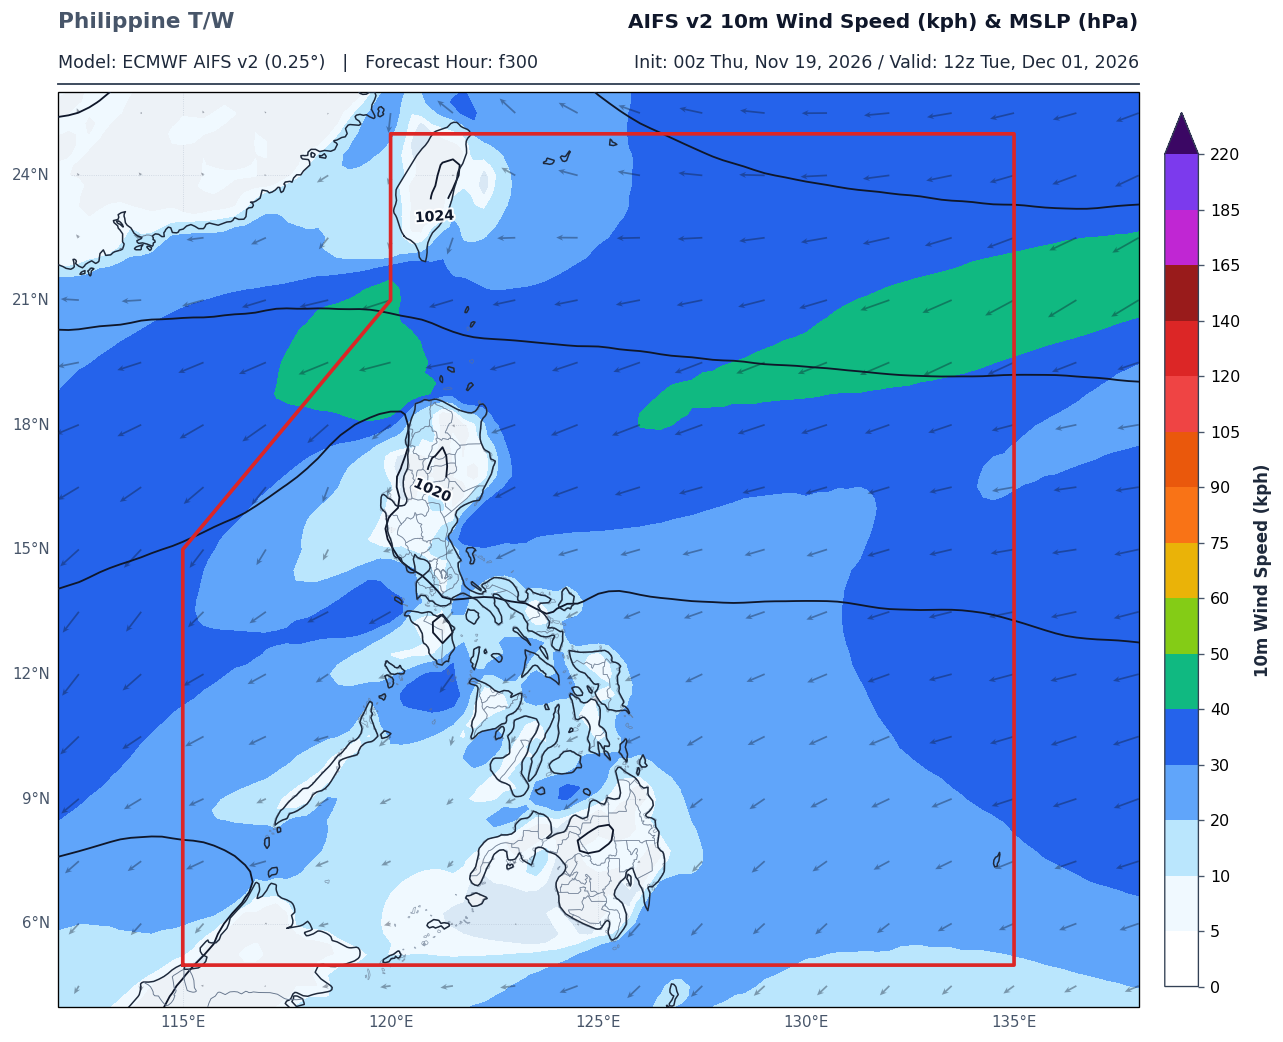 Philippine T/W
AIFS v2 10m Wind Speed (kph) & MSLP (hPa)
Model: ECMWF AIFS v2 (0.25°)   |   Forecast Hour: f300
Init: 00z Thu, Nov 19, 2026 / Valid: 12z Tue, Dec 01, 2026
24°N
21°N
18°N
15°N
12°N
9°N
6°N
1024
1020
115°E
120°E
125°E
130°E
135°E
220
185
165
140
120
105
90
75
60
50
40
30
20
10
5
0
10m Wind Speed (kph)